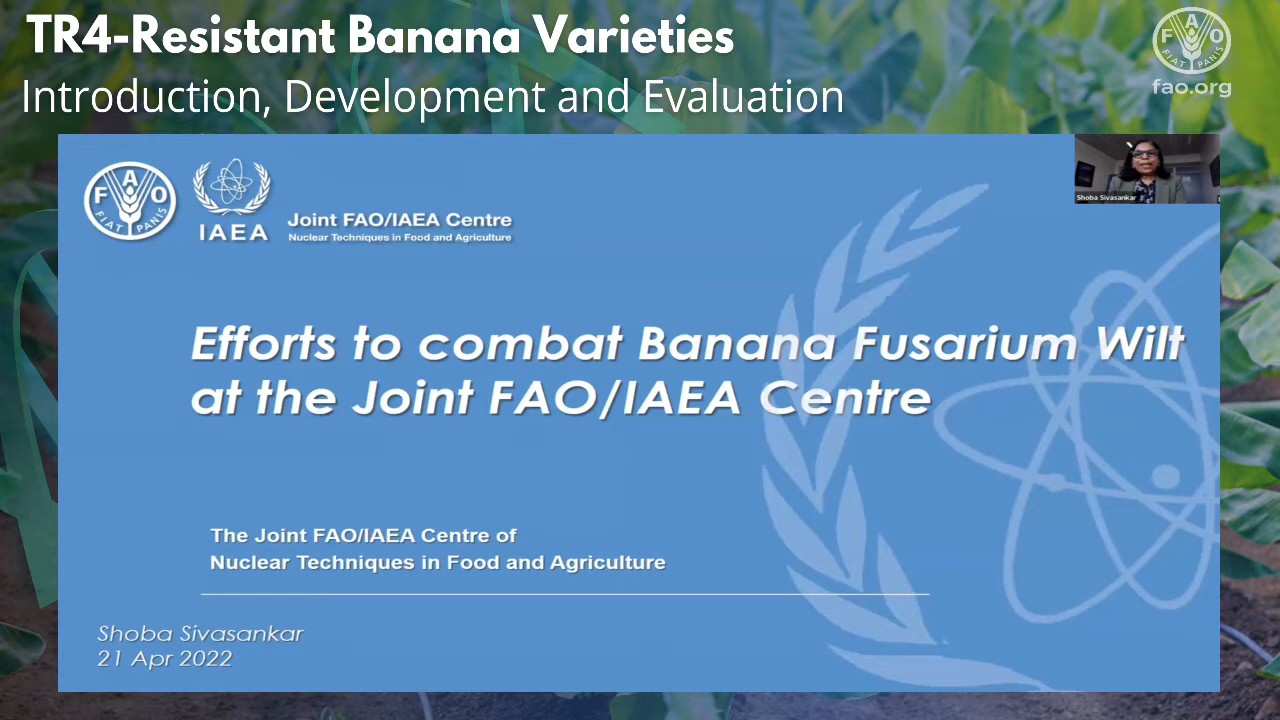 TR4-Resistant Banana Varieties
Introduction, Development and Evaluation
F A O
FIAT PANIS
fao.org
F A O
FIAT PANIS
IAEA
Joint FAO/IAEA Centre
Nuclear Techniques in Food and Agriculture
Shoba Sivasankar
Efforts to combat Banana Fusarium Wilt
at the Joint FAO/IAEA Centre
The Joint FAO/IAEA Centre of
Nuclear Techniques in Food and Agriculture
Shoba Sivasankar
21 Apr 2022